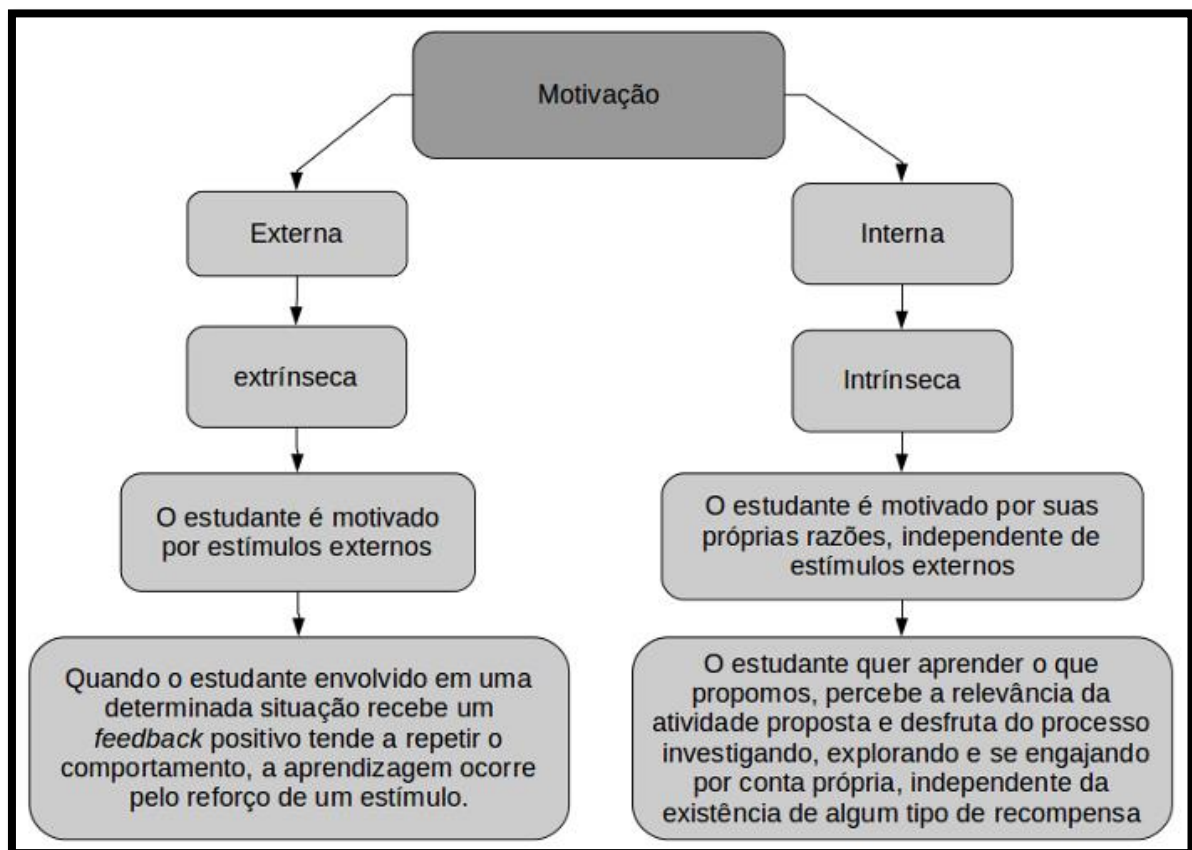 Motivação
Externa
extrínseca
O estudante é motivado
por estímulos externos
Quando o estudante envolvido em uma
determinada situação recebe um
feedback positivo tende a repetir o
comportamento, a aprendizagem ocorre
pelo reforço de um estímulo.
Interna
Intrínseca
O estudante é motivado por suas
próprias razões, independente de
estímulos externos
O estudante quer aprender o que
propomos, percebe a relevância da
atividade proposta e desfruta do processo
investigando, explorando e se engajando
por conta própria, independente da
existência de algum tipo de recompensa